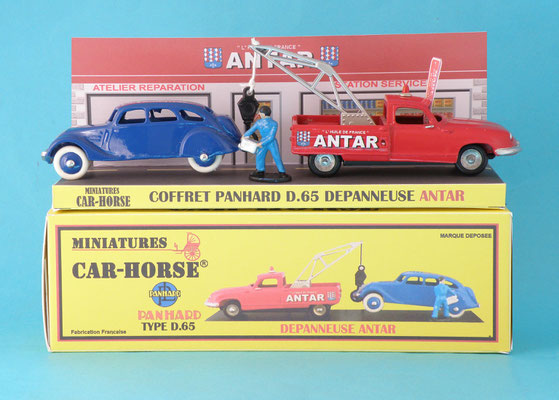 "L'HUILE DE FRANCE"
ANTAR
ATELIER REPARATION
STATION SERVICE
"L'HUILE DE FRANCE"
ANTAR
MINIATURES
CAR-HORSE
COFFRET PANHARD D.65 DEPANNEUSE ANTAR
MINIATURES
MARQUE DEPOSEE
CAR-HORSE®
PANHARD
PANHARD
TYPE D.65
ANTAR
Fabrication Française
DEPANNEUSE ANTAR